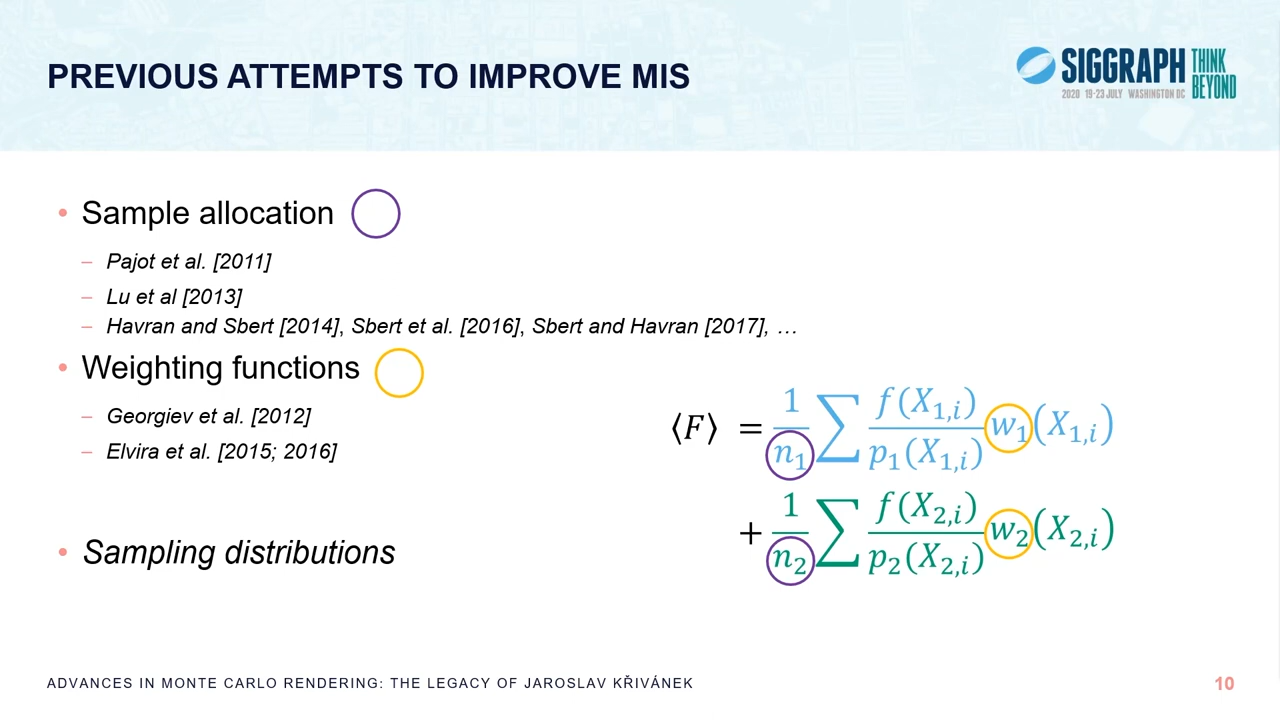 PREVIOUS ATTEMPTS TO IMPROVE MIS
SIGGRAPH THINK BEYOND
2020 19-23 JULY WASHINGTON DC
• Sample allocation
– Pajot et al. [2011]
– Lu et al [2013]
– Havran and Sbert [2014], Sbert et al. [2016], Sbert and Havran [2017], …
• Weighting functions
– Georgiev et al. [2012]
– Elvira et al. [2015; 2016]
⟨F⟩ = 1/n₁ ∑ f(X₁,ᵢ)/p₁(X₁,ᵢ) w₁(X₁,ᵢ)
+ 1/n₂ ∑ f(X₂,ᵢ)/p₂(X₂,ᵢ) w₂(X₂,ᵢ)
• Sampling distributions
ADVANCES IN MONTE CARLO RENDERING: THE LEGACY OF JAROSLAV KŘIVÁNEK
10